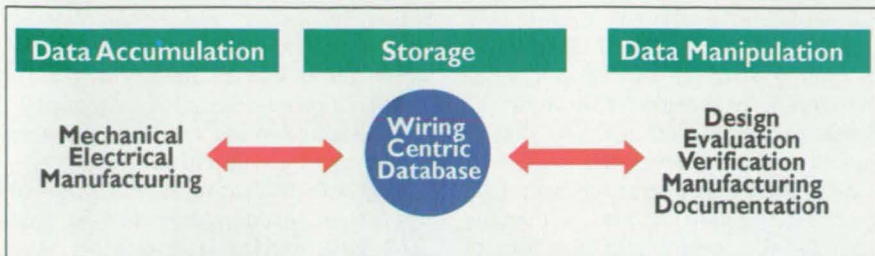 Data Accumulation
Storage
Data Manipulation
Mechanical
Electrical
Manufacturing
Wiring
Centric
Database
Design
Evaluation
Verification
Manufacturing
Documentation